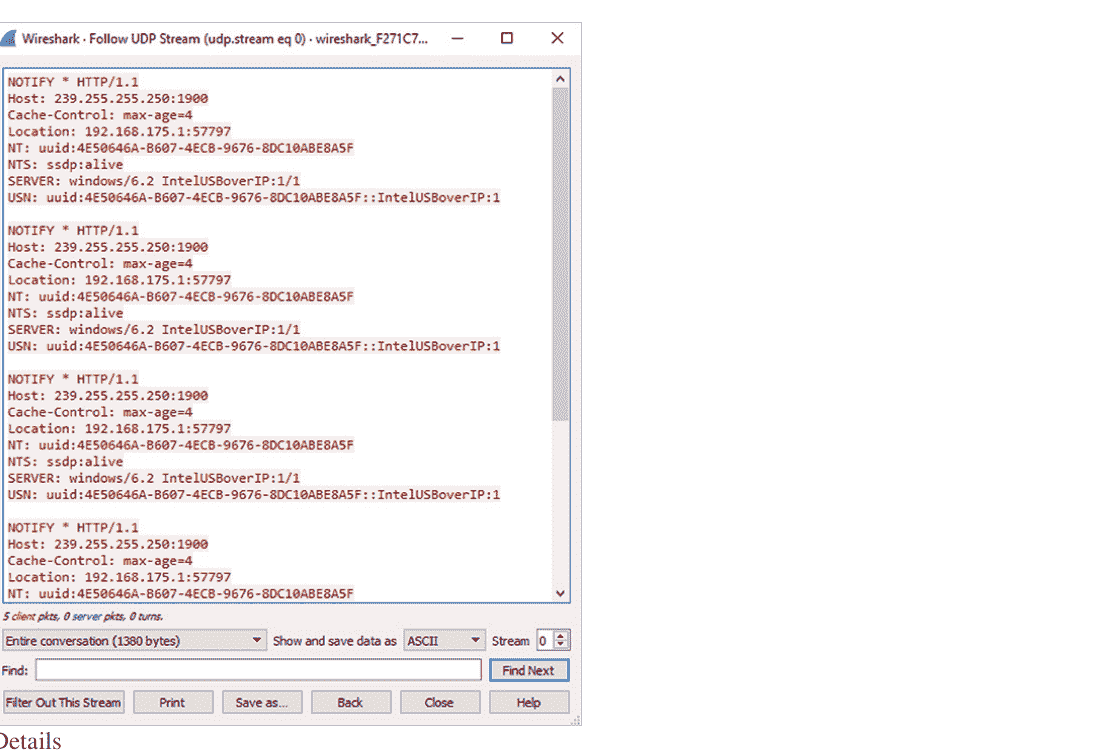 Wireshark · Follow UDP Stream (udp.stream eq 0) · wireshark_F271C7...
NOTIFY * HTTP/1.1
Host: 239.255.255.250:1900
Cache-Control: max-age=4
Location: 192.168.175.1:57797
NT: uuid:4E50646A-B607-4ECB-9676-8DC10ABE8A5F
NTS: ssdp:alive
SERVER: windows/6.2 IntelUSBoverIP:1/1
USN: uuid:4E50646A-B607-4ECB-9676-8DC10ABE8A5F::IntelUSBoverIP:1
NOTIFY * HTTP/1.1
Host: 239.255.255.250:1900
Cache-Control: max-age=4
Location: 192.168.175.1:57797
NT: uuid:4E50646A-B607-4ECB-9676-8DC10ABE8A5F
NTS: ssdp:alive
SERVER: windows/6.2 IntelUSBoverIP:1/1
USN: uuid:4E50646A-B607-4ECB-9676-8DC10ABE8A5F::IntelUSBoverIP:1
NOTIFY * HTTP/1.1
Host: 239.255.255.250:1900
Cache-Control: max-age=4
Location: 192.168.175.1:57797
NT: uuid:4E50646A-B607-4ECB-9676-8DC10ABE8A5F
NTS: ssdp:alive
SERVER: windows/6.2 IntelUSBoverIP:1/1
USN: uuid:4E50646A-B607-4ECB-9676-8DC10ABE8A5F::IntelUSBoverIP:1
NOTIFY * HTTP/1.1
Host: 239.255.255.250:1900
Cache-Control: max-age=4
Location: 192.168.175.1:57797
NT: uuid:4E50646A-B607-4ECB-9676-8DC10ABE8A5F
5 client pkts, 0 server pkts, 0 turns.
Entire conversation (1380 bytes) Show and save data as ASCII Stream 0
Find: Find Next
Filter Out This Stream Print Save as... Back Close Help
Details